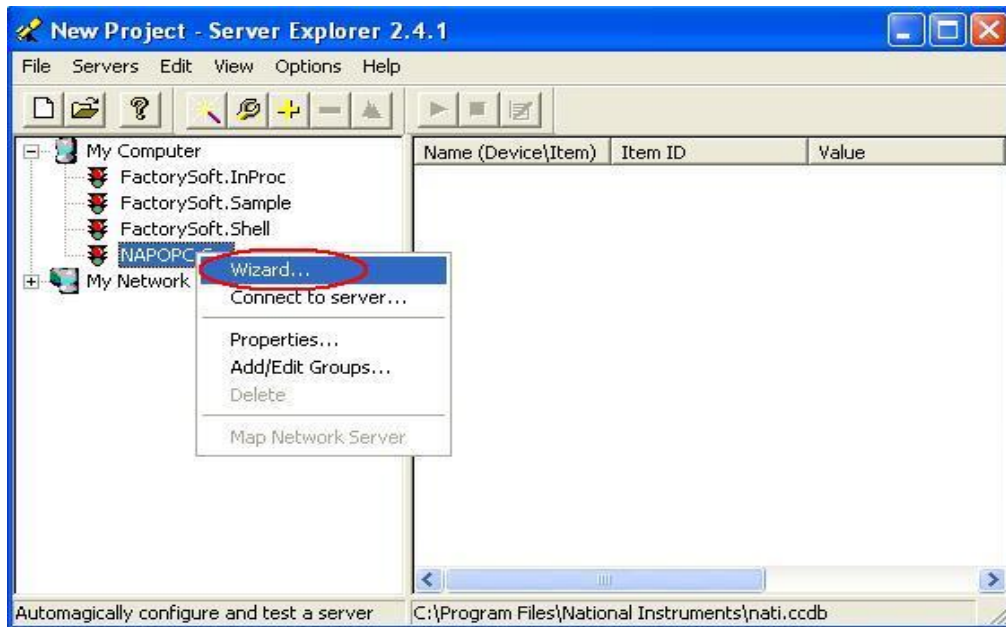 New Project - Server Explorer 2.4.1
File Servers Edit View Options Help
My Computer
FactorySoft.InProc
FactorySoft.Sample
FactorySoft.Shell
NAPOPC
My Network
Wizard...
Connect to server...
Properties...
Add/Edit Groups...
Delete
Map Network Server
Name (Device\Item) Item ID Value
Automagically configure and test a server C:\Program Files\National Instruments\nati.ccdb